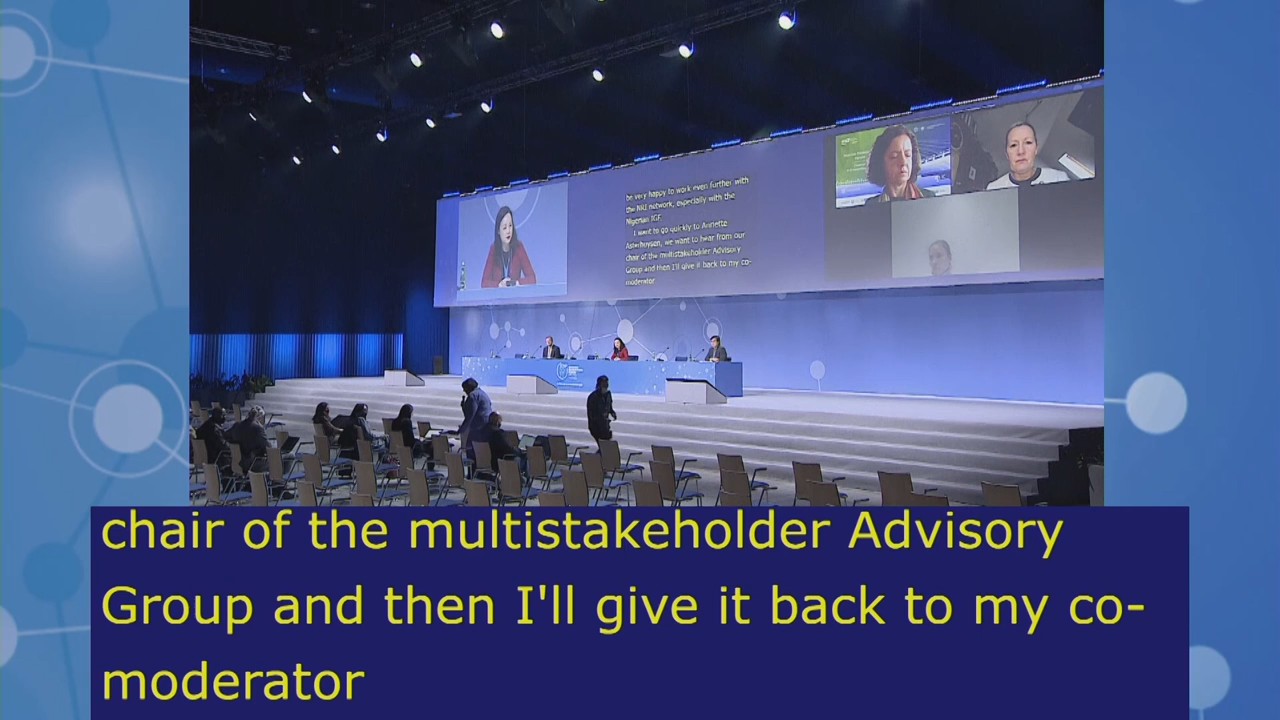 be very happy to work even further with
the NRI network, especially with the
Nigerian IGF.
I want to go quickly to Annette
Esterhuysen, we want to hear from our
chair of the multistakeholder Advisory
Group and then I'll give it back to my co-
moderator
chair of the multistakeholder Advisory
Group and then I'll give it back to my co-
moderator